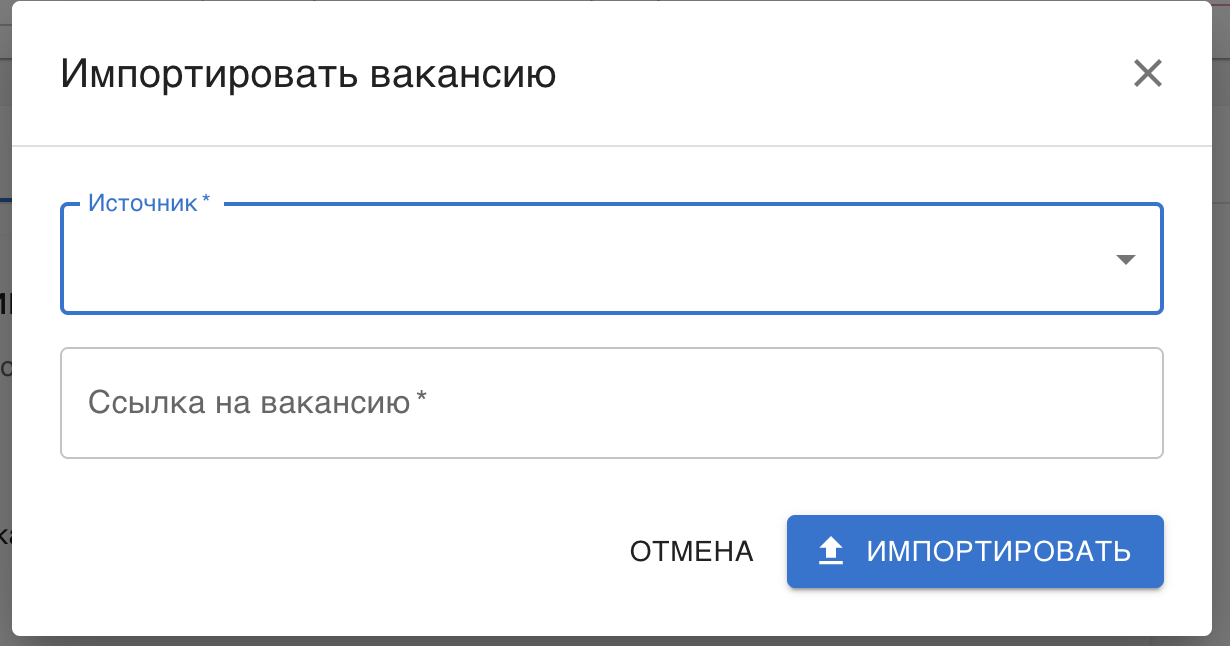 Импортировать вакансию
Источник *
Ссылка на вакансию *
ОТМЕНА
ИМПОРТИРОВАТЬ